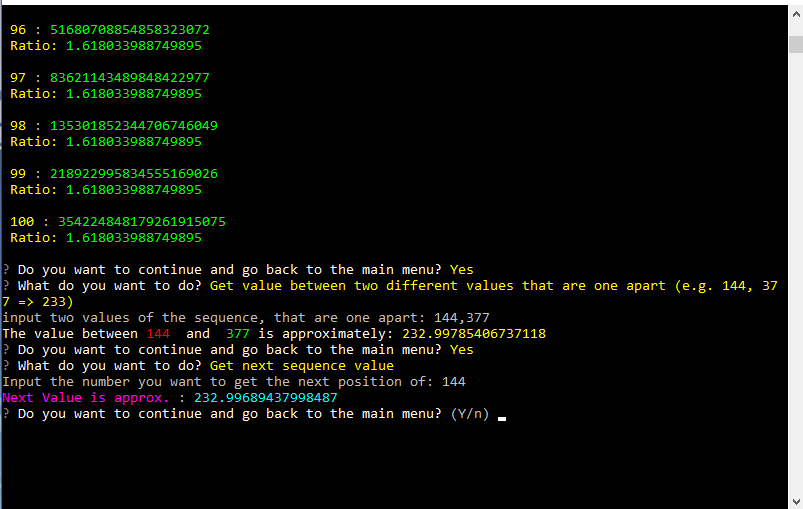 96 : 51680708854858323072
Ratio: 1.618033988749895
97 : 83621143489848422977
Ratio: 1.618033988749895
98 : 135301852344706746049
Ratio: 1.618033988749895
99 : 218922995834555169026
Ratio: 1.618033988749895
100 : 354224848179261915075
Ratio: 1.618033988749895
? Do you want to continue and go back to the main menu? Yes
? What do you want to do? Get value between two different values that are one apart (e.g. 144, 37
7 => 233)
input two values of the sequence, that are one apart: 144,377
The value between 144  and  377 is approximately: 232.99785406737118
? Do you want to continue and go back to the main menu? Yes
? What do you want to do? Get next sequence value
Input the number you want to get the next position of: 144
Next Value is approx. : 232.99689437998487
? Do you want to continue and go back to the main menu? (Y/n)